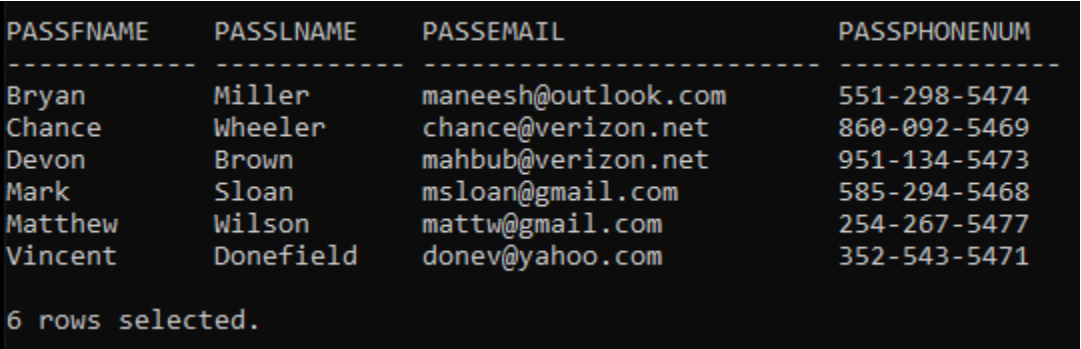 PASSFNAME    PASSLNAME    PASSEMAIL                 PASSPHONENUM
------------ ------------ ------------------------- --------------
Bryan        Miller       maneesh@outlook.com       551-298-5474
Chance       Wheeler      chance@verizon.net        860-092-5469
Devon        Brown        mahbub@verizon.net        951-134-5473
Mark         Sloan        msloan@gmail.com          585-294-5468
Matthew      Wilson       mattw@gmail.com           254-267-5477
Vincent      Donefield    donev@yahoo.com           352-543-5471
6 rows selected.